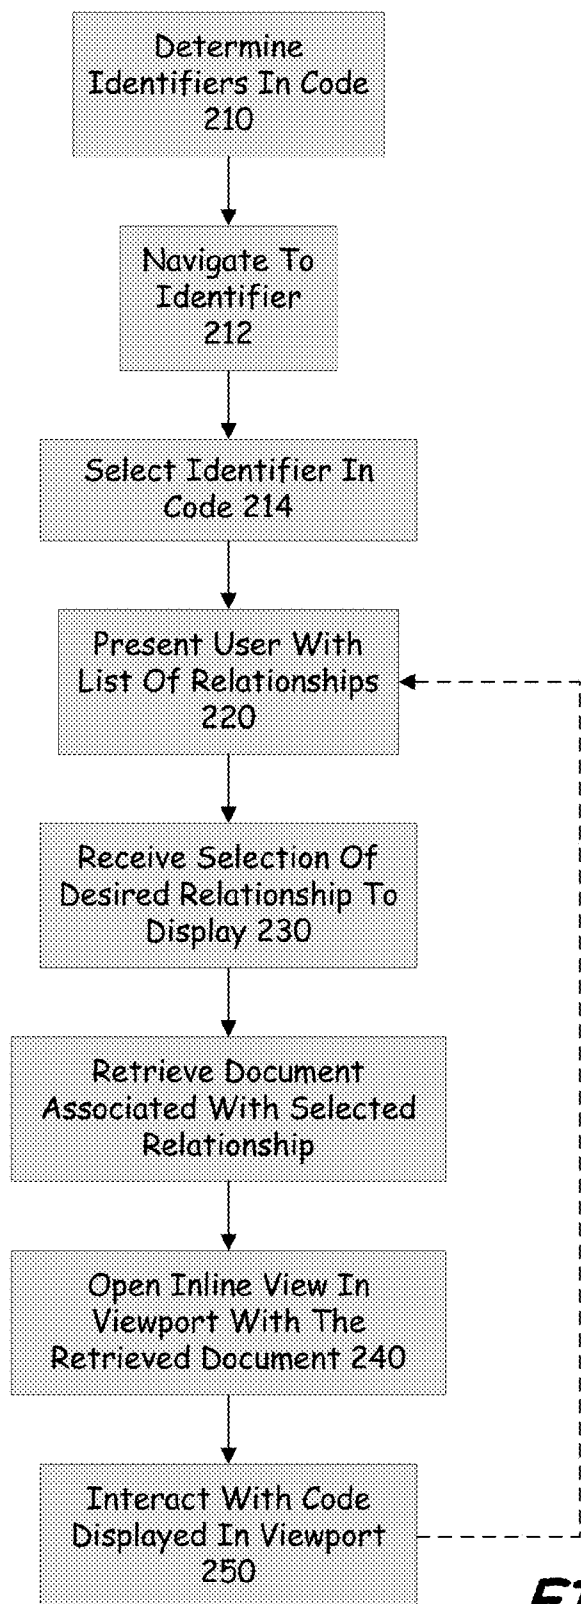 Determine
Identifiers In Code
210
Navigate To
Identifier
212
Select Identifier In
Code 214
Present User With
List Of Relationships
220
Receive Selection Of
Desired Relationship To
Display 230
Retrieve Document
Associated With Selected
Relationship
Open Inline View In
Viewport With The
Retrieved Document 240
Interact With Code
Displayed In Viewport
250